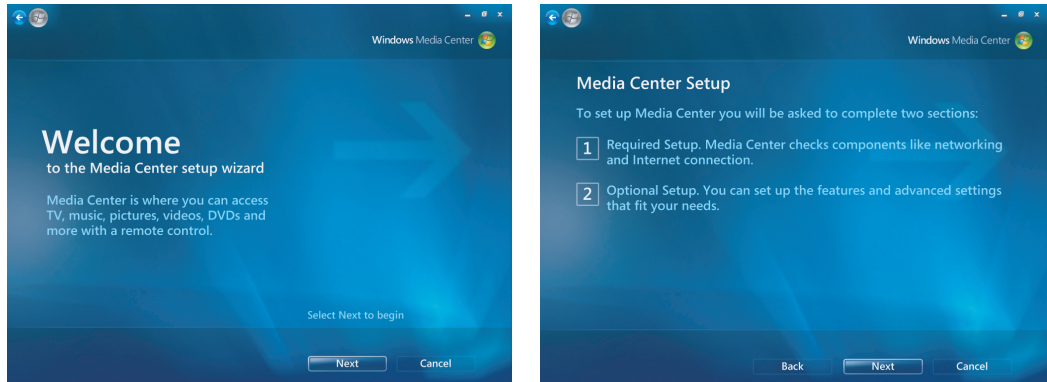 Windows Media Center
Welcome
to the Media Center setup wizard
Media Center is where you can access
TV, music, pictures, videos, DVDs and
more with a remote control.
Select Next to begin
Next
Cancel
Windows Media Center
Media Center Setup
To set up Media Center you will be asked to complete two sections:
1 Required Setup. Media Center checks components like networking
and Internet connection.
2 Optional Setup. You can set up the features and advanced settings
that fit your needs.
Back
Next
Cancel